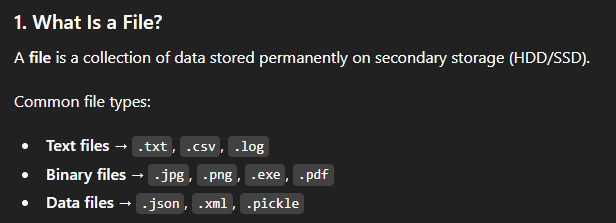 1. What Is a File?
A file is a collection of data stored permanently on secondary storage (HDD/SSD).
Common file types:
• Text files → .txt, .csv, .log
• Binary files → .jpg, .png, .exe, .pdf
• Data files → .json, .xml, .pickle